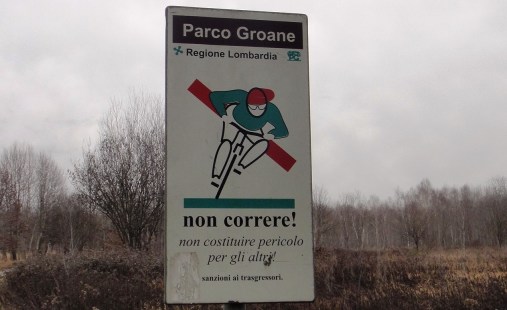 Parco Groane
Regione Lombardia
non correre!
non costituire pericolo
per gli altri!
sanzioni ai trasgressori.